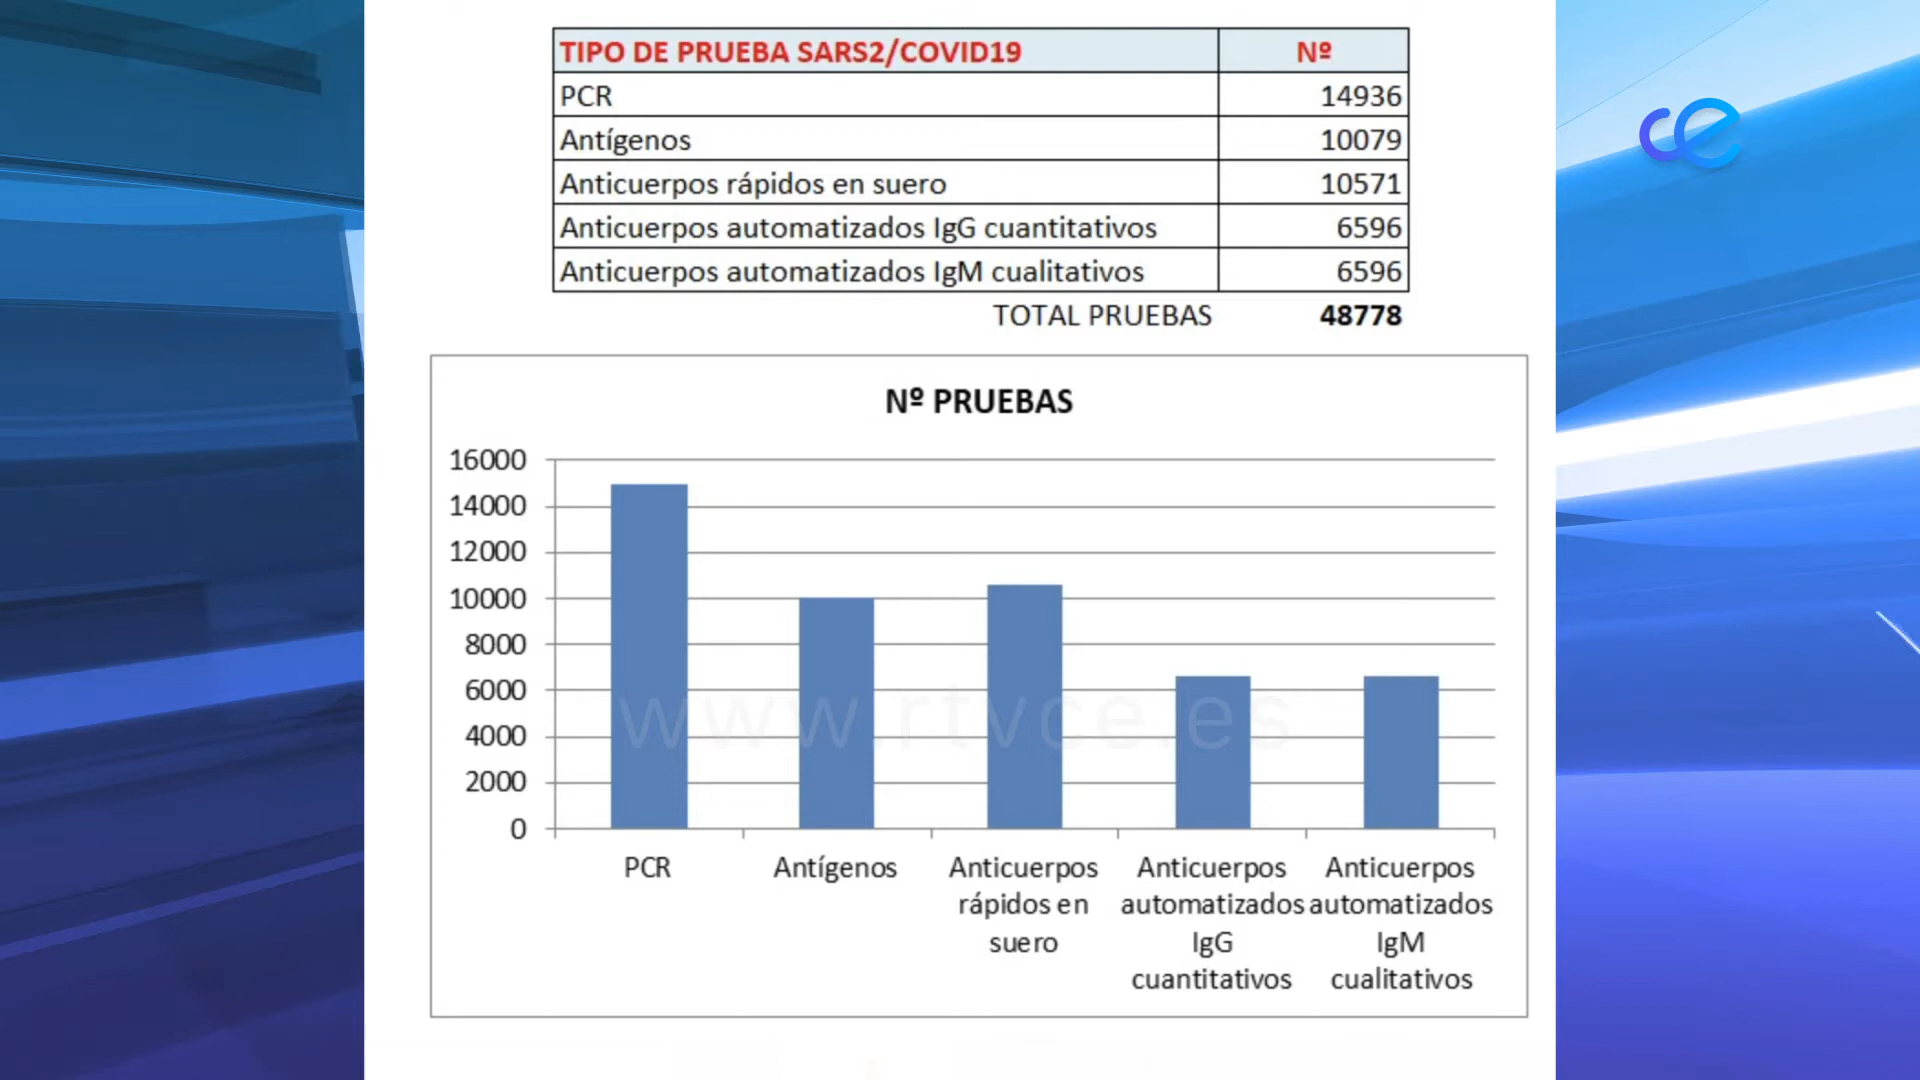 TIPO DE PRUEBA SARS2/COVID19 Nº
PCR 14936
Antígenos 10079
Anticuerpos rápidos en suero 10571
Anticuerpos automatizados IgG cuantitativos 6596
Anticuerpos automatizados IgM cualitativos 6596
TOTAL PRUEBAS 48778
Nº PRUEBAS
16000
14000
12000
10000
8000
6000
4000
2000
0
PCR
Antígenos
Anticuerpos
rápidos en
suero
Anticuerpos
automatizados
IgG
cuantitativos
Anticuerpos
automatizados
IgM
cualitativos
www.rtvce.es
ce